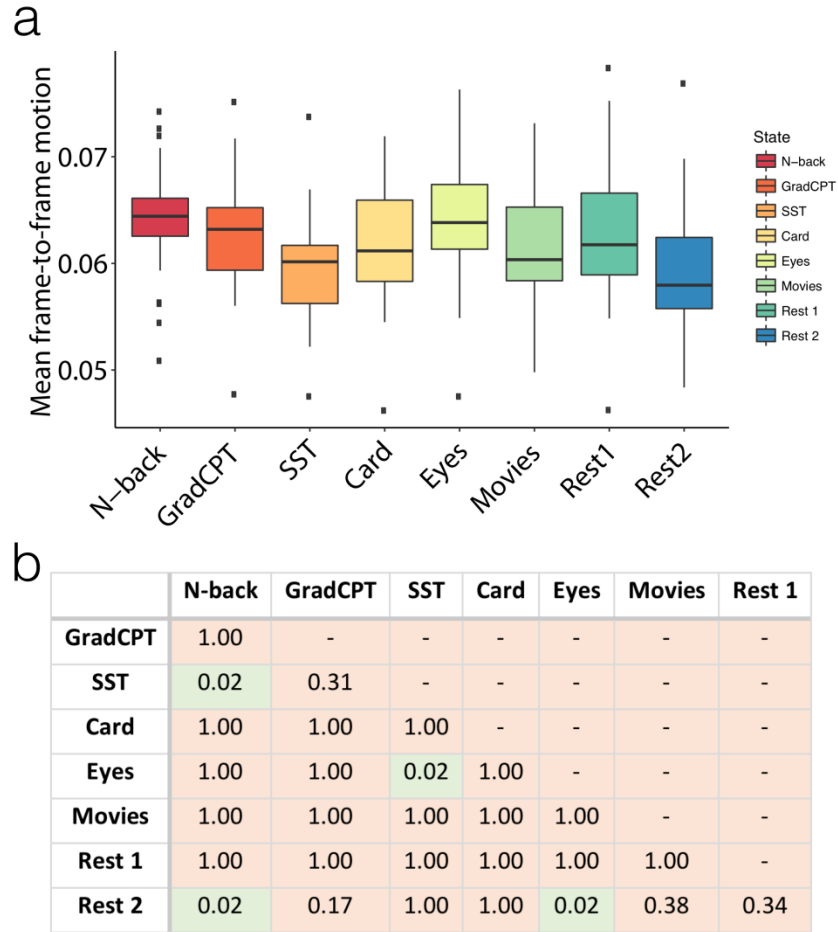 a
Mean frame-to-frame motion
0.07
0.06
0.05
N-back
GradCPT
SST
Card
Eyes
Movies
Rest1
Rest2
State
N-back
GradCPT
SST
Card
Eyes
Movies
Rest 1
Rest 2
b
N-back GradCPT SST Card Eyes Movies Rest 1
GradCPT 1.00 - - - - - -
SST 0.02 0.31 - - - - -
Card 1.00 1.00 1.00 - - - -
Eyes 1.00 1.00 0.02 1.00 - - -
Movies 1.00 1.00 1.00 1.00 1.00 - -
Rest 1 1.00 1.00 1.00 1.00 1.00 1.00 -
Rest 2 0.02 0.17 1.00 1.00 0.02 0.38 0.34